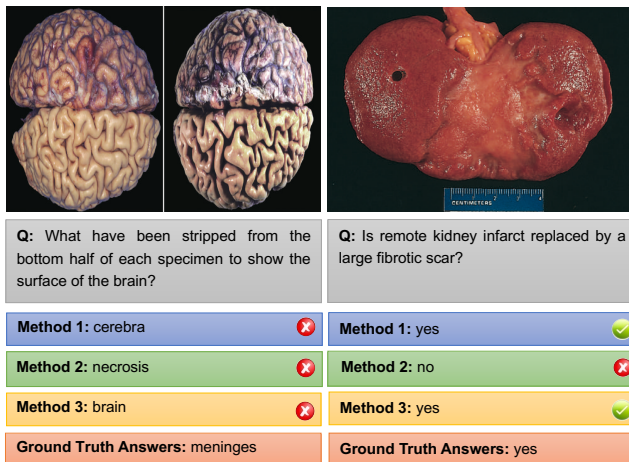 CENTIMETERS
Q: What have been stripped from the
bottom half of each specimen to show the
surface of the brain?
Method 1: cerebra
Method 2: necrosis
Method 3: brain
Ground Truth Answers: meninges
Q: Is remote kidney infarct replaced by a
large fibrotic scar?
Method 1: yes
Method 2: no
Method 3: yes
Ground Truth Answers: yes